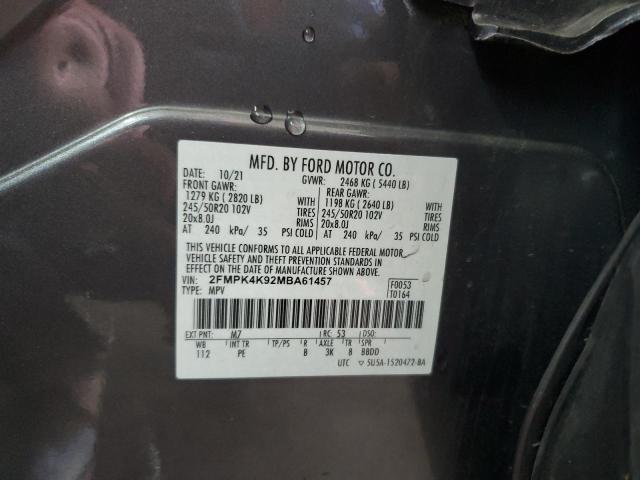 MFD. BY FORD MOTOR CO.
DATE: 10/21 GVWR: 2468 KG ( 5440 LB)
FRONT GAWR: REAR GAWR:
1279 KG ( 2820 LB) WITH 1198 KG ( 2640 LB) WITH
245/50R20 102V TIRES 245/50R20 102V TIRES
20x8.0J RIMS 20x8.0J RIMS
AT 240 kPa/ 35 PSI COLD AT 240 kPa/ 35 PSI COLD
THIS VEHICLE CONFORMS TO ALL APPLICABLE FEDERAL MOTOR
VEHICLE SAFETY AND THEFT PREVENTION STANDARDS IN
EFFECT ON THE DATE OF MANUFACTURE SHOWN ABOVE.
VIN: 2FMPK4K92MBA61457 F0053
TYPE: MPV T0164
EXT PNT: M7 RC: 53 DSO:
WB INT TR TP/PS R AXLE TR SPR
112 PE B 3K 8 BBDD
UTC ▽ 5U5A-1520472-BA